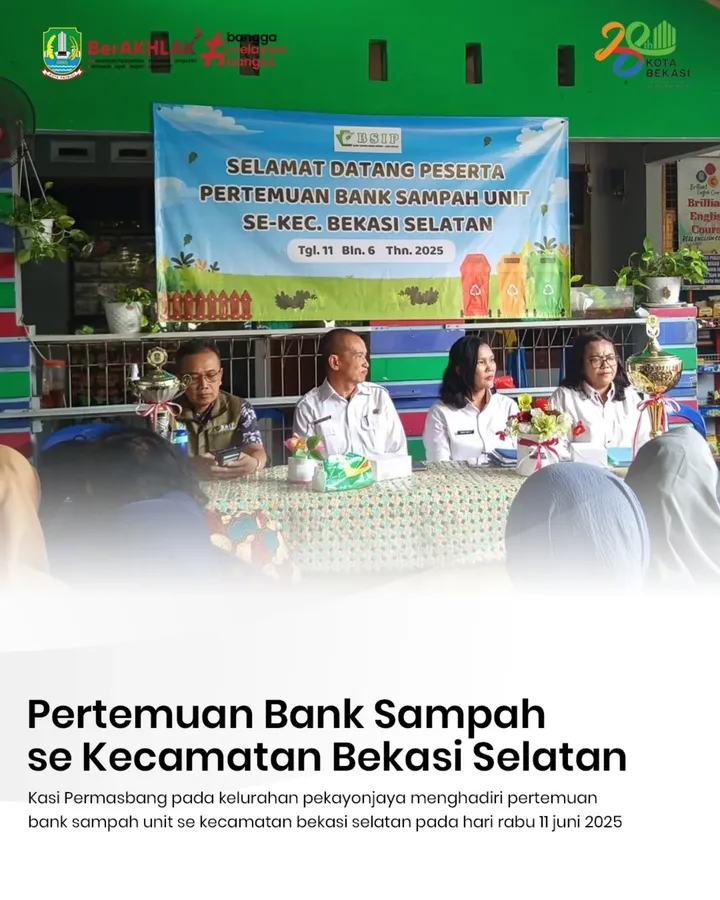 BerAKHLAK
#
bangga
melayani
bangsa
28th
KOTA
BEKASI
BSIP
SELAMAT DATANG PESERTA
PERTEMUAN BANK SAMPAH UNIT
SE-KEC. BEKASI SELATAN
Tgl. 11 Bln. 6 Thn. 2025
Brilliant
English
Course
Pertemuan Bank Sampah
se Kecamatan Bekasi Selatan
Kasi Permasbang pada kelurahan pekayonjaya menghadiri pertemuan
bank sampah unit se kecamatan bekasi selatan pada hari rabu 11 juni 2025